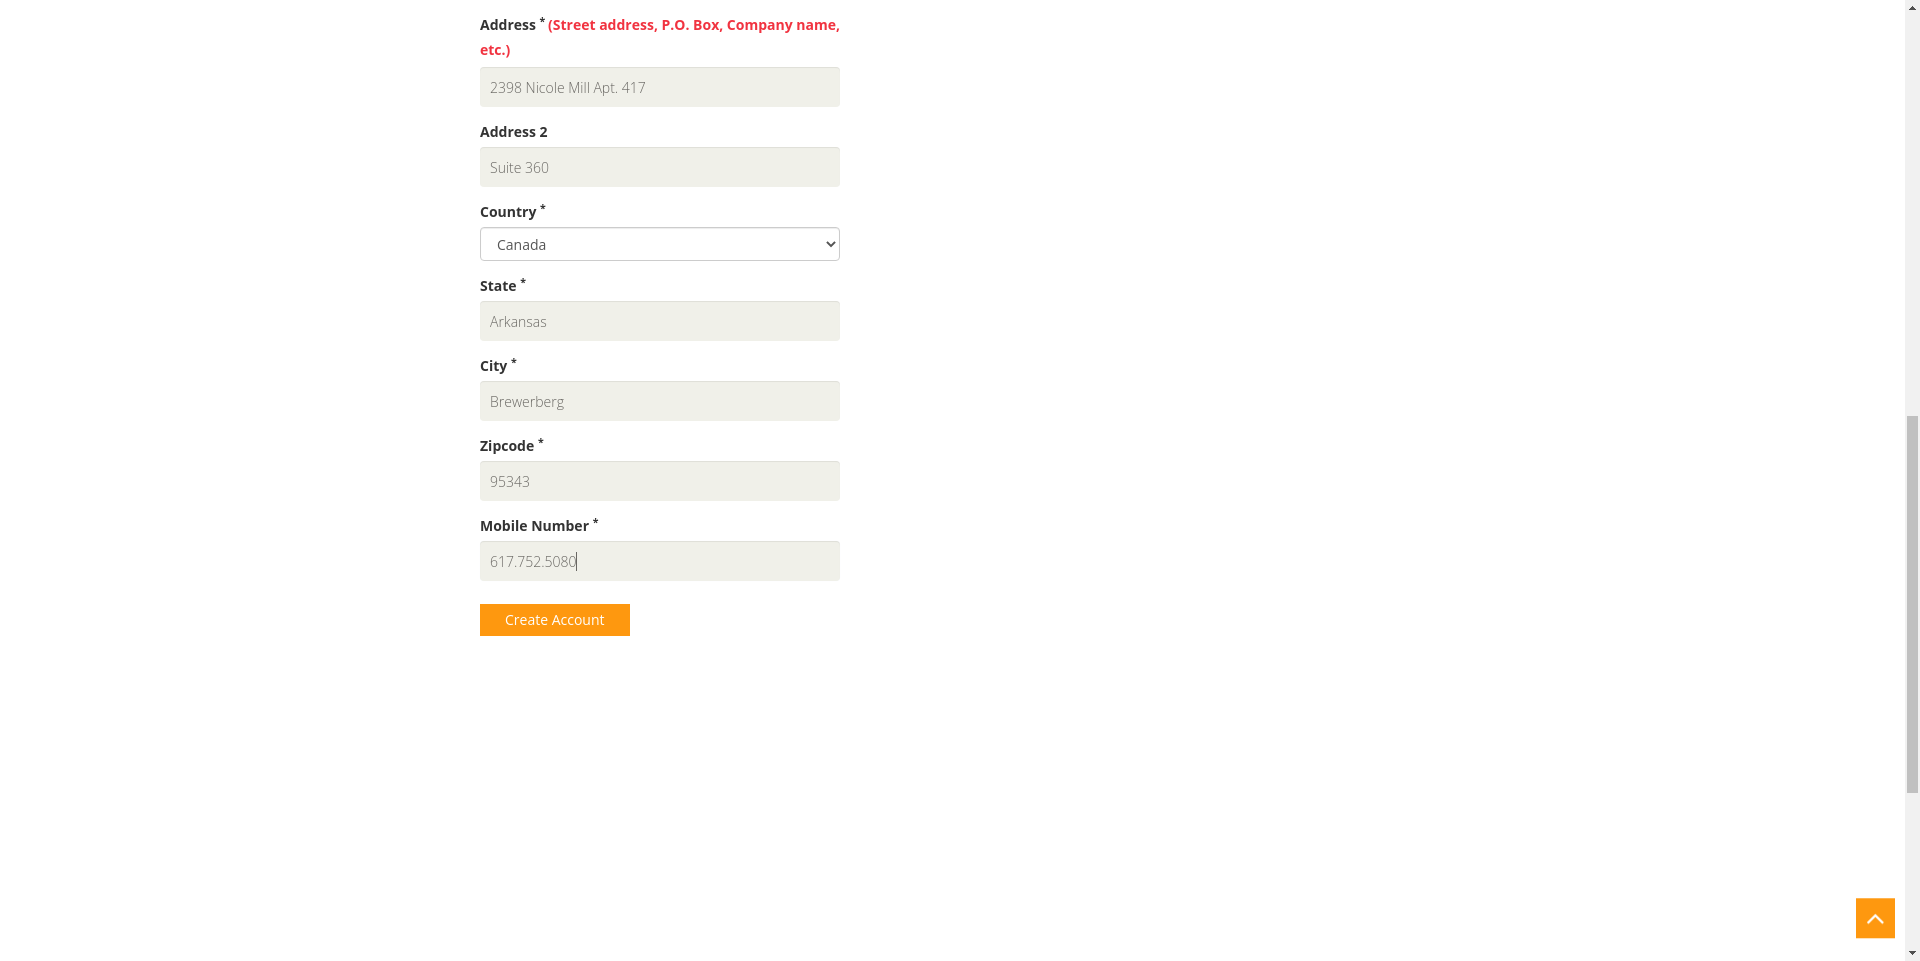 Address * (Street address, P.O. Box, Company name,
etc.)
2398 Nicole Mill Apt. 417
Address 2
Suite 360
Country *
Canada
State *
Arkansas
City *
Brewerberg
Zipcode *
95343
Mobile Number *
617.752.5080
Create Account